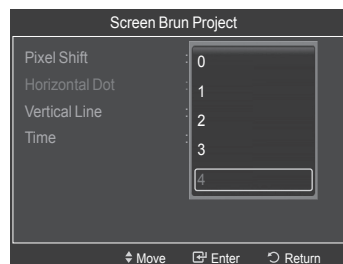 Screen Brun Project
Pixel Shift :
Horizontal Dot :
Vertical Line :
Time :
0
1
2
3
4
Move Enter Return